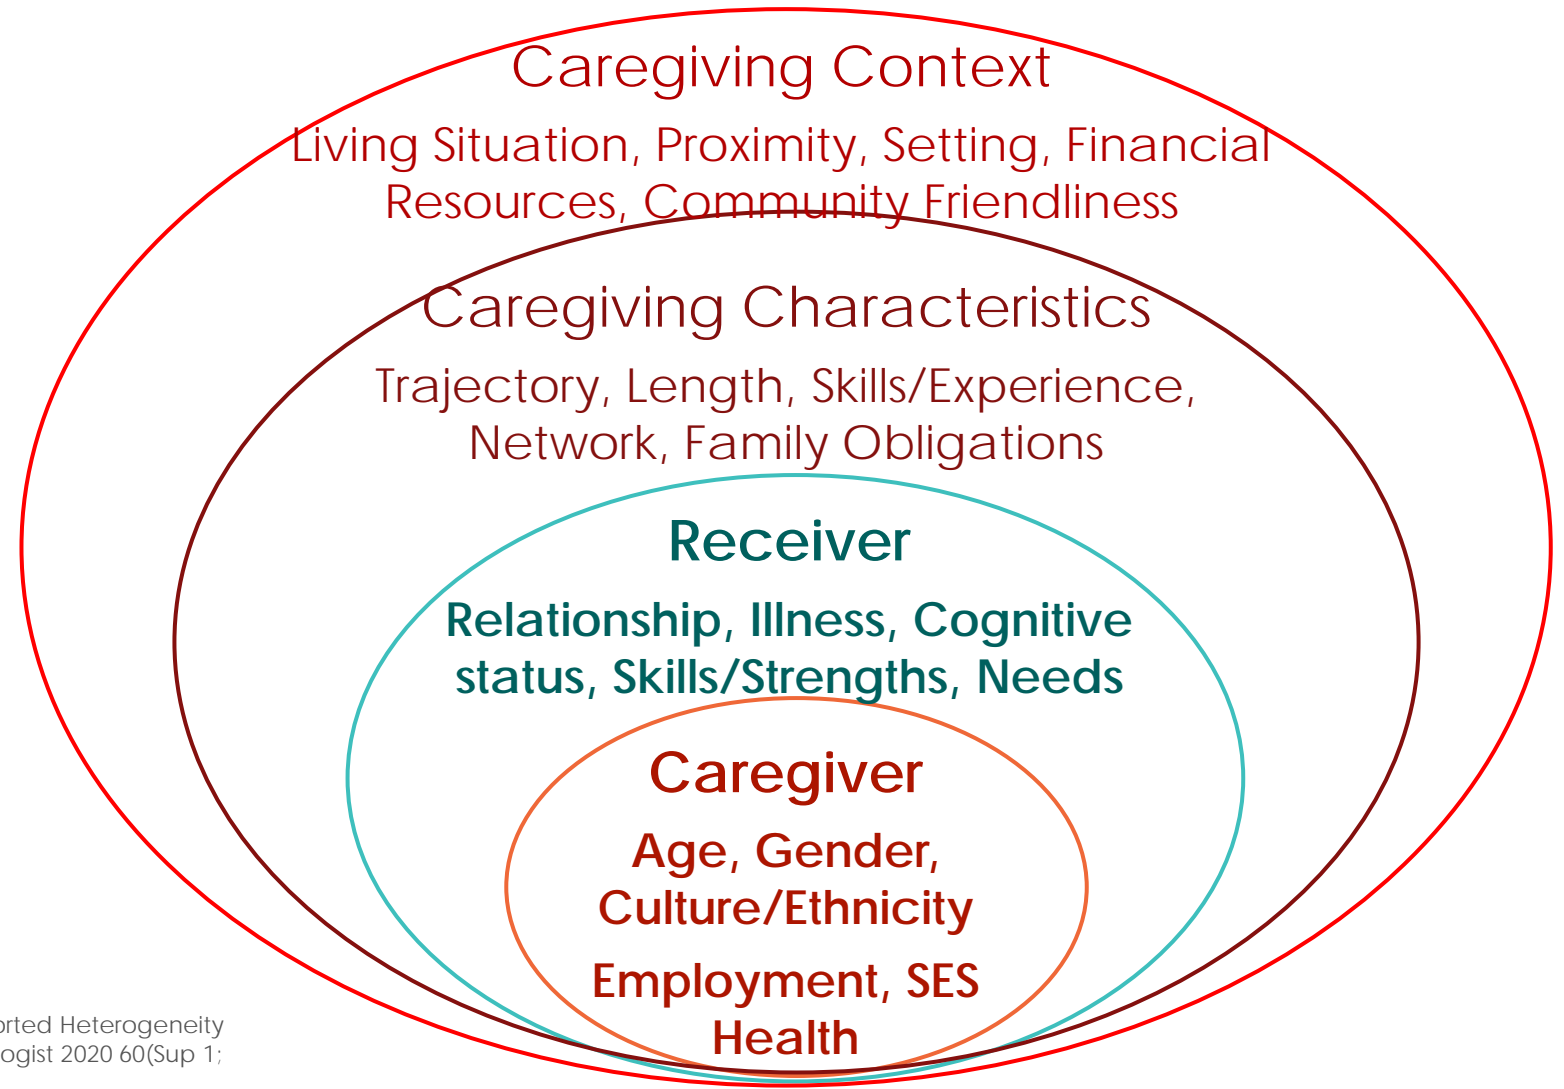 Caregiving Context
Living Situation, Proximity, Setting, Financial
Resources, Community Friendliness
Caregiving Characteristics
Trajectory, Length, Skills/Experience,
Network, Family Obligations
Receiver
Relationship, Illness, Cognitive
status, Skills/Strengths, Needs
Caregiver
Age, Gender,
Culture/Ethnicity
Employment, SES
Health
orted Heterogeneity
ogist 2020 60(Sup 1;